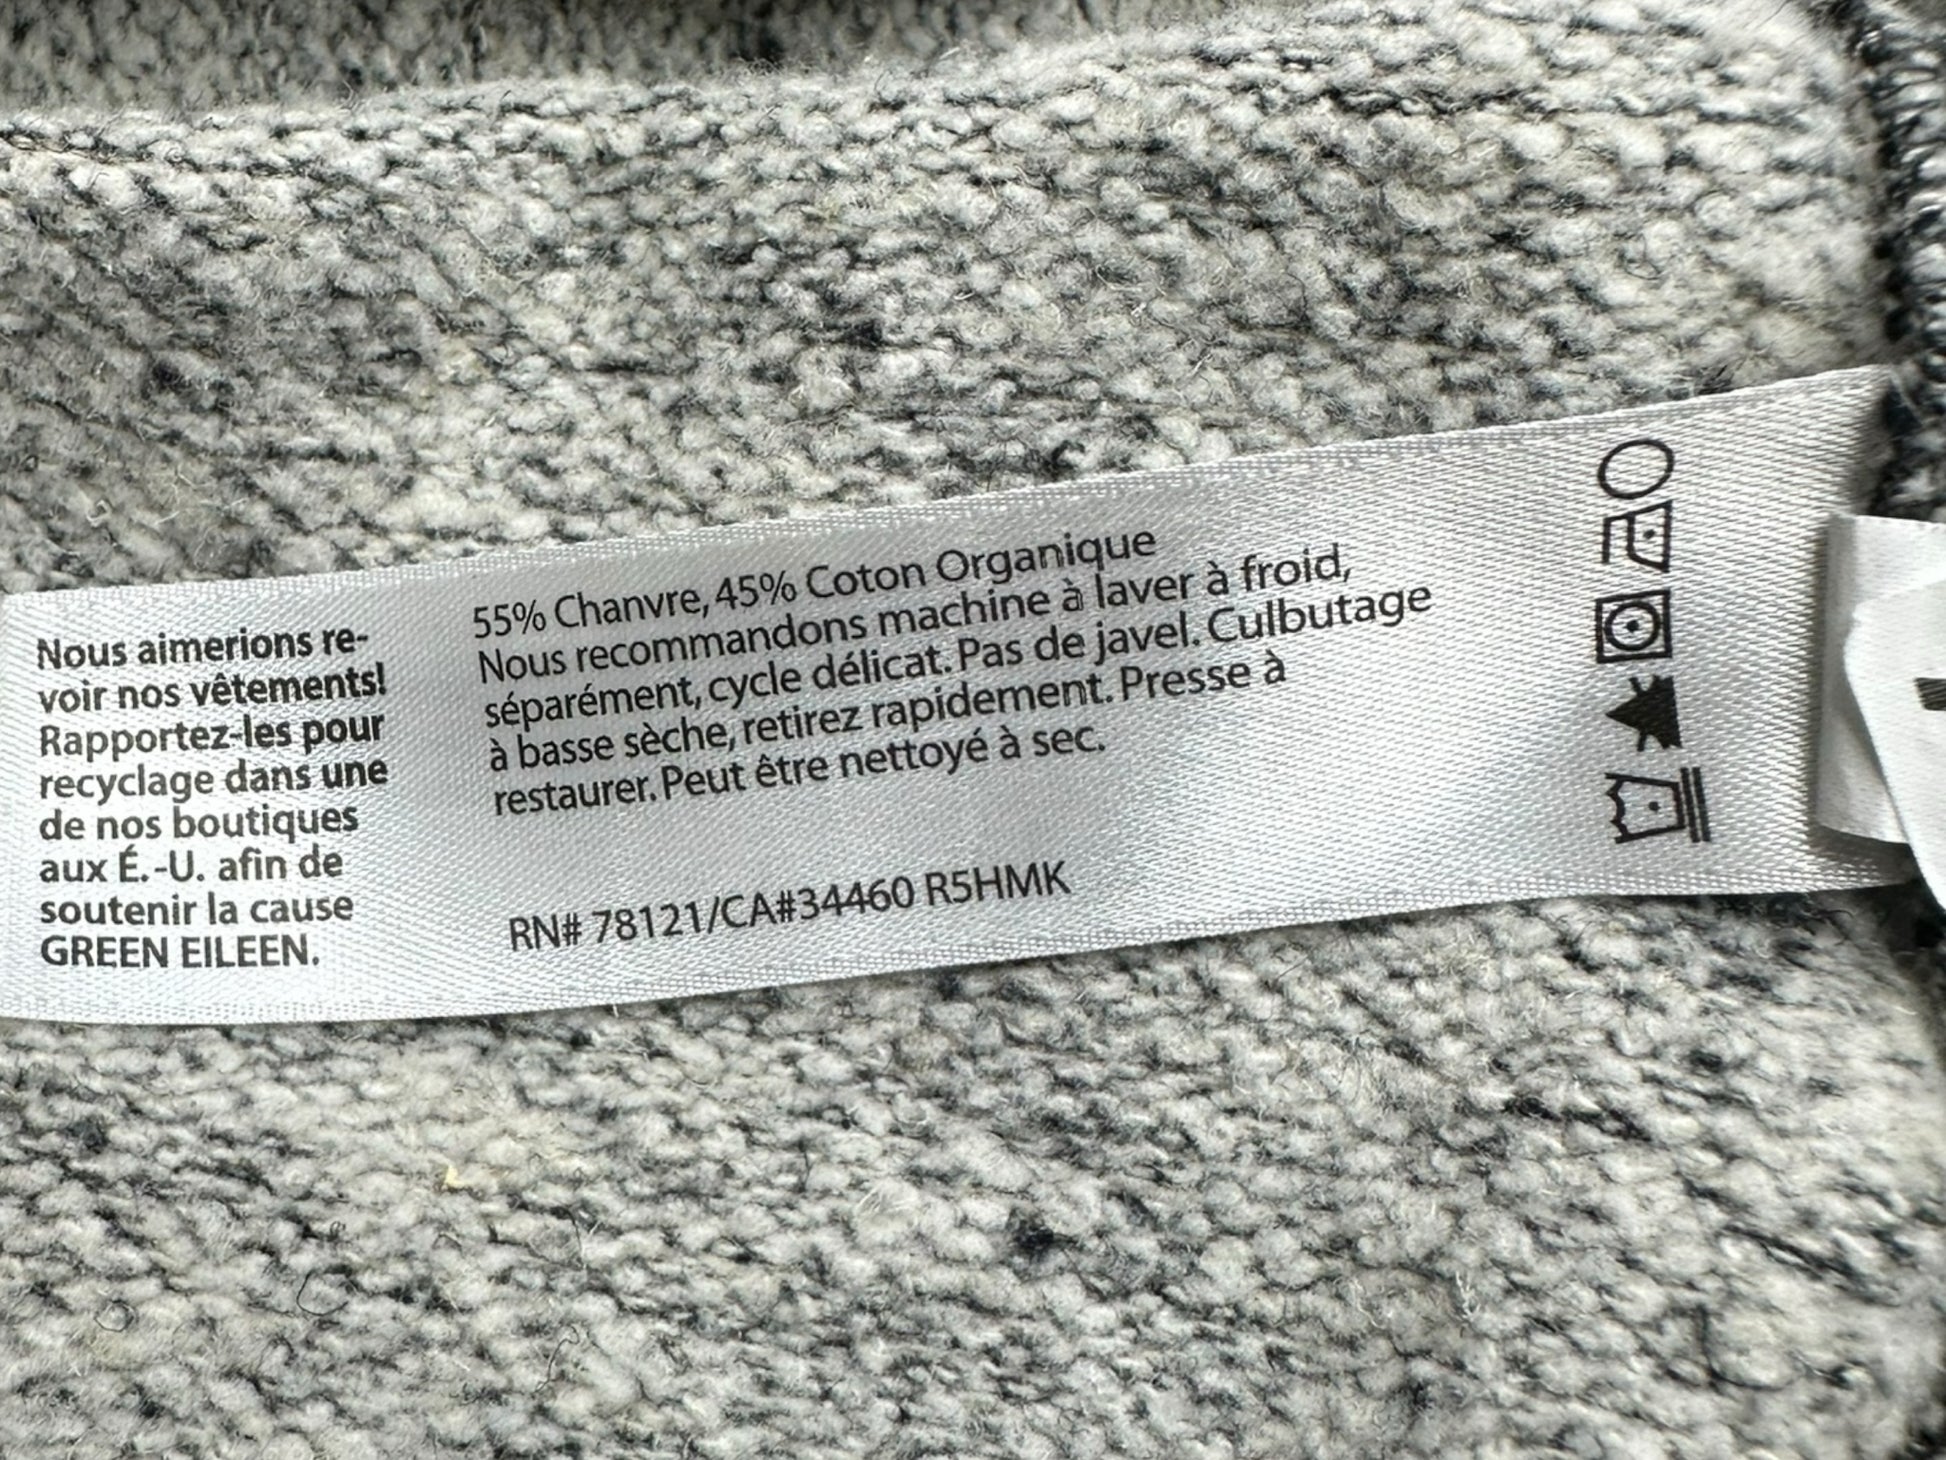 Nous aimerions re-
voir nos vêtements!
Rapportez-les pour
recyclage dans une
de nos boutiques
aux É.-U. afin de
soutenir la cause
GREEN EILEEN.
55% Chanvre, 45% Coton Organique
Nous recommandons machine à laver à froid,
séparément, cycle délicat. Pas de javel. Culbutage
à basse sèche, retirez rapidement. Presse à
restaurer. Peut être nettoyé à sec.
RN# 78121/CA#34460 R5HMK